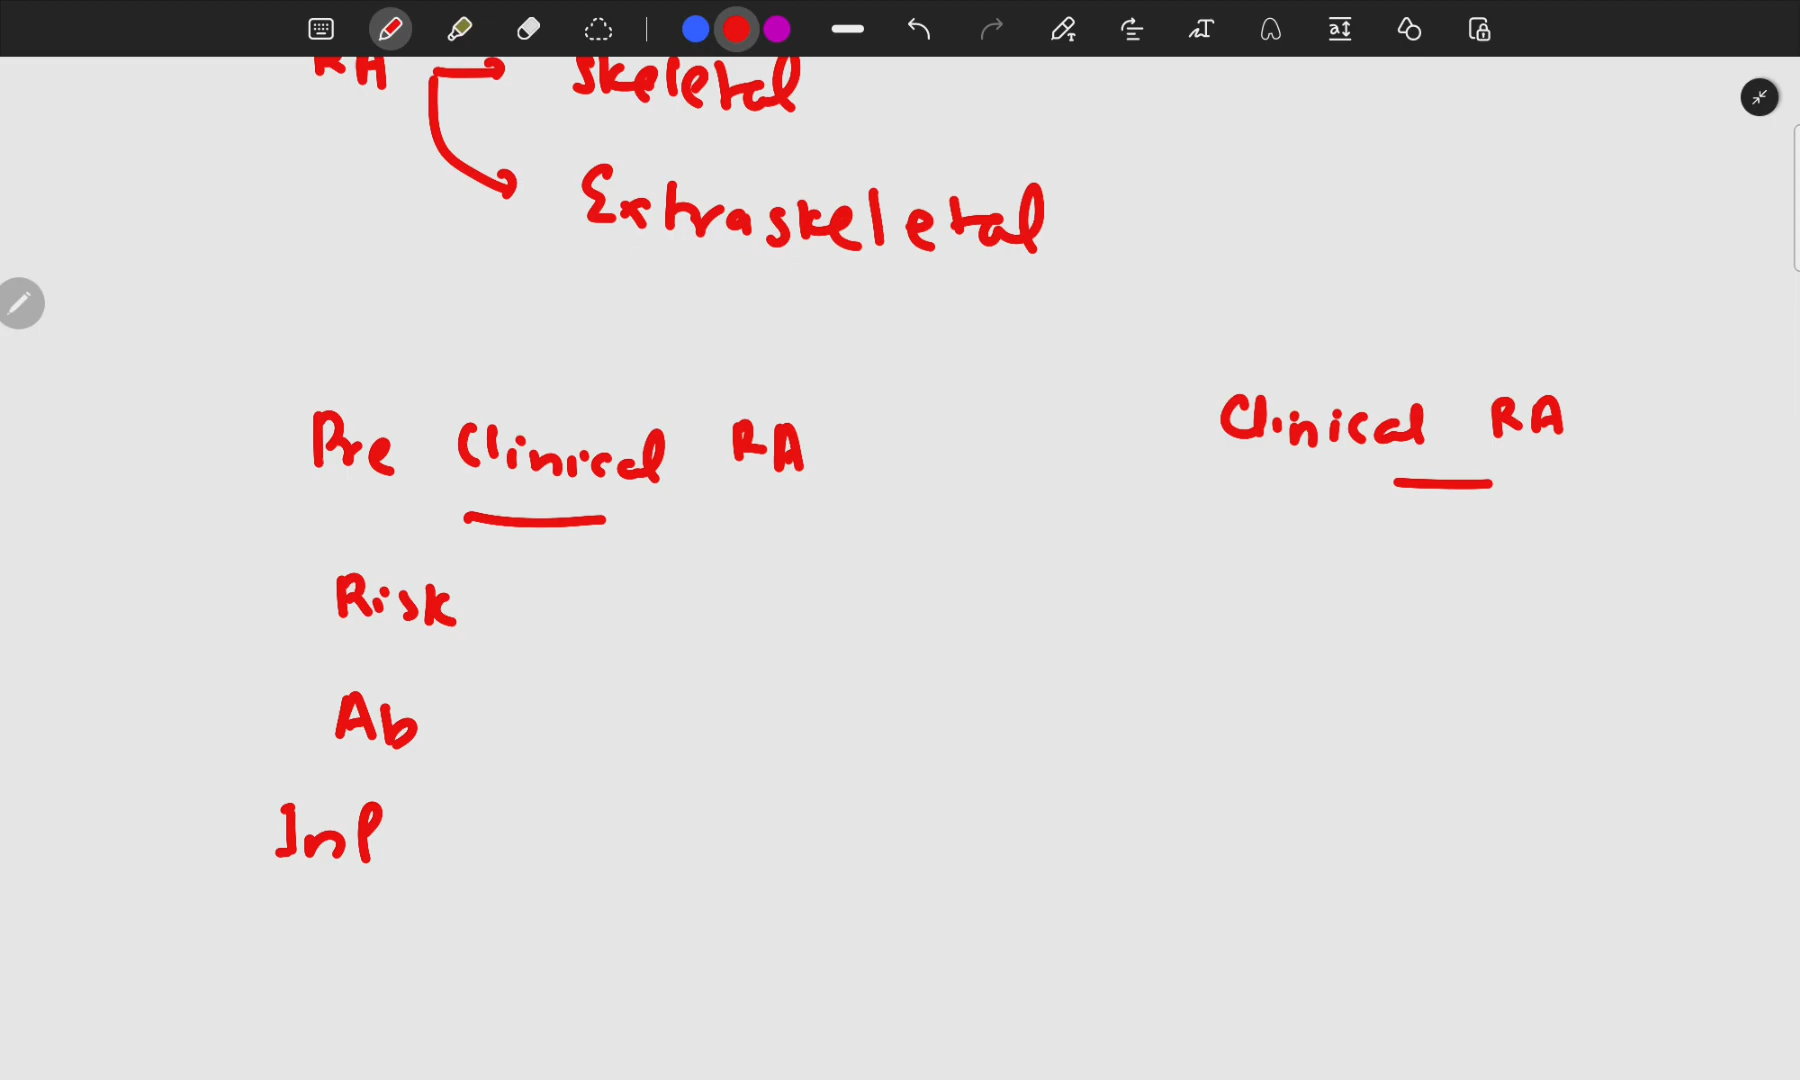 RA → Skeletal
Extraskeletal
Pre Clinical RA
Clinical RA
Risk
Ab
Inf